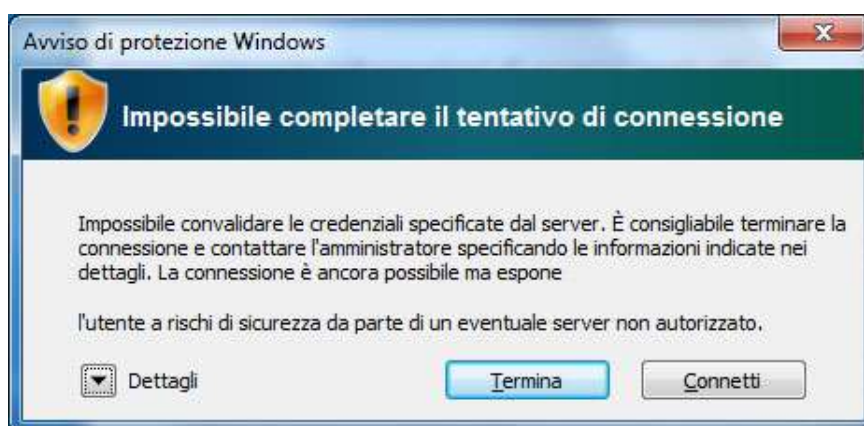 Avviso di protezione Windows
Impossibile completare il tentativo di connessione
Impossibile convalidare le credenziali specificate dal server. È consigliabile terminare la
connessione e contattare l'amministratore specificando le informazioni indicate nei
dettagli. La connessione è ancora possibile ma espone
l'utente a rischi di sicurezza da parte di un eventuale server non autorizzato.
Dettagli Termina Connetti